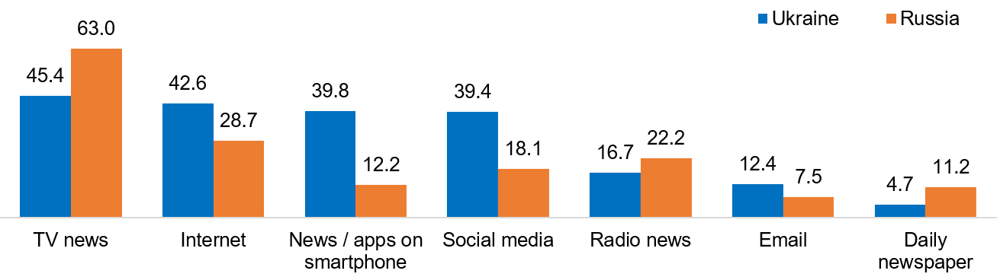 Ukraine
Russia
63.0
45.4
42.6
28.7
39.8
12.2
39.4
18.1
16.7
22.2
12.4
7.5
4.7
11.2
TV news
Internet
News / apps on
smartphone
Social media
Radio news
Email
Daily
newspaper